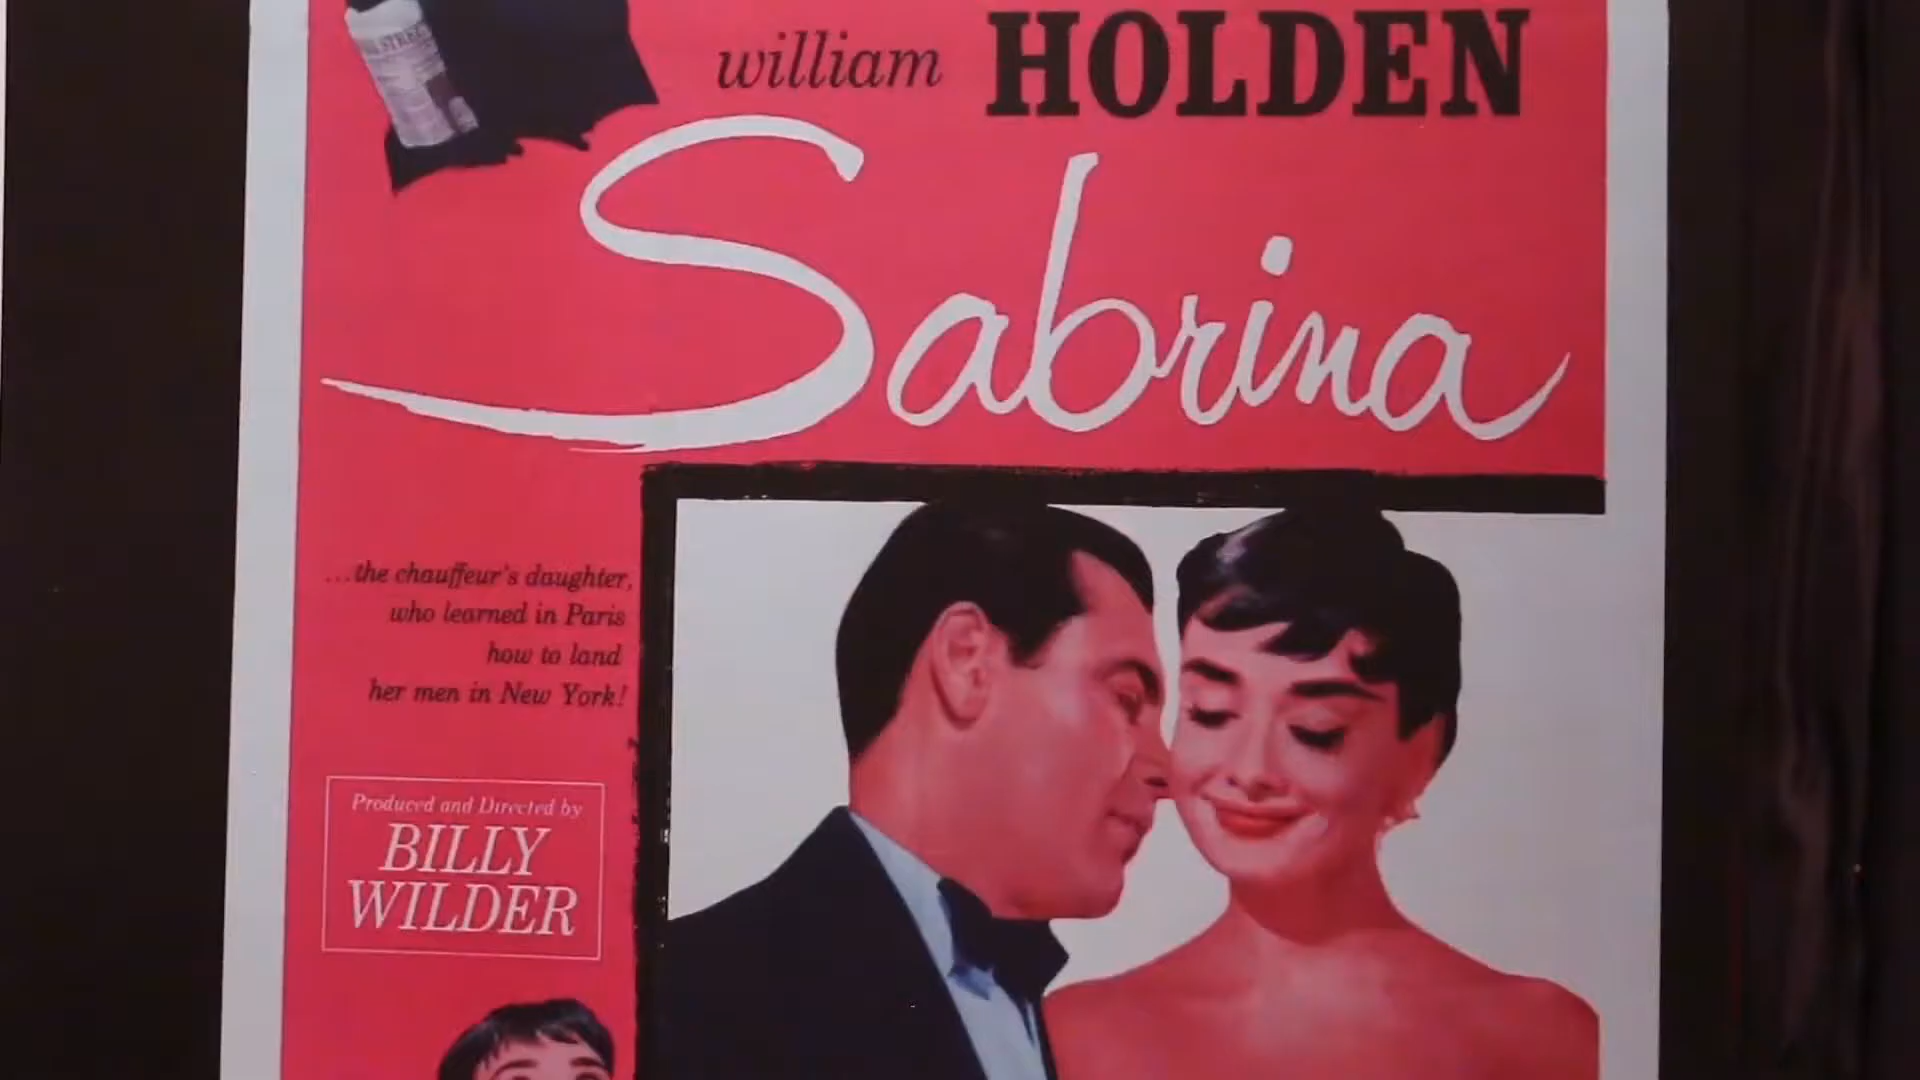 william HOLDEN
Sabrina
...the chauffeur's daughter,
who learned in Paris
how to land
her men in New York!
Produced and Directed by
BILLY
WILDER